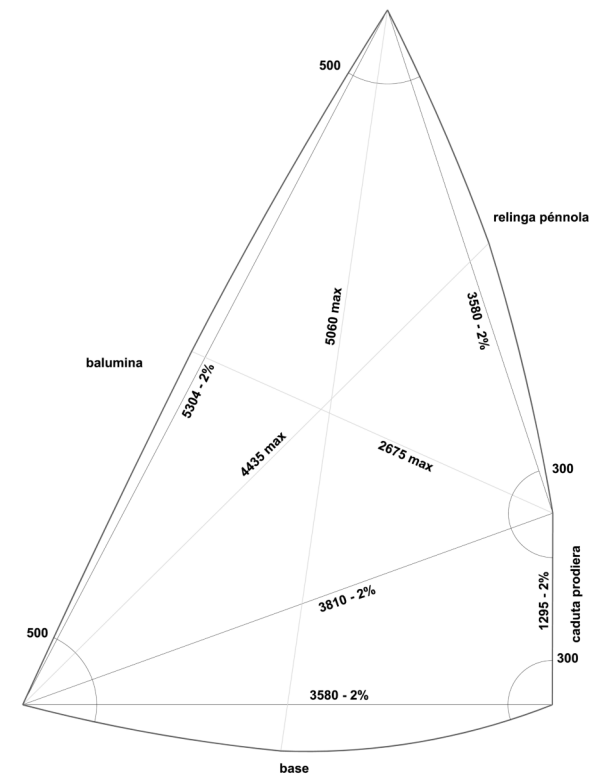 500
relinga pénnola
5060 max
3580 - 2%
balumina
5304 - 2%
4435 max
2675 max
300
caduta prodiera
1295 - 2%
3810 - 2%
500
300
3580 - 2%
base